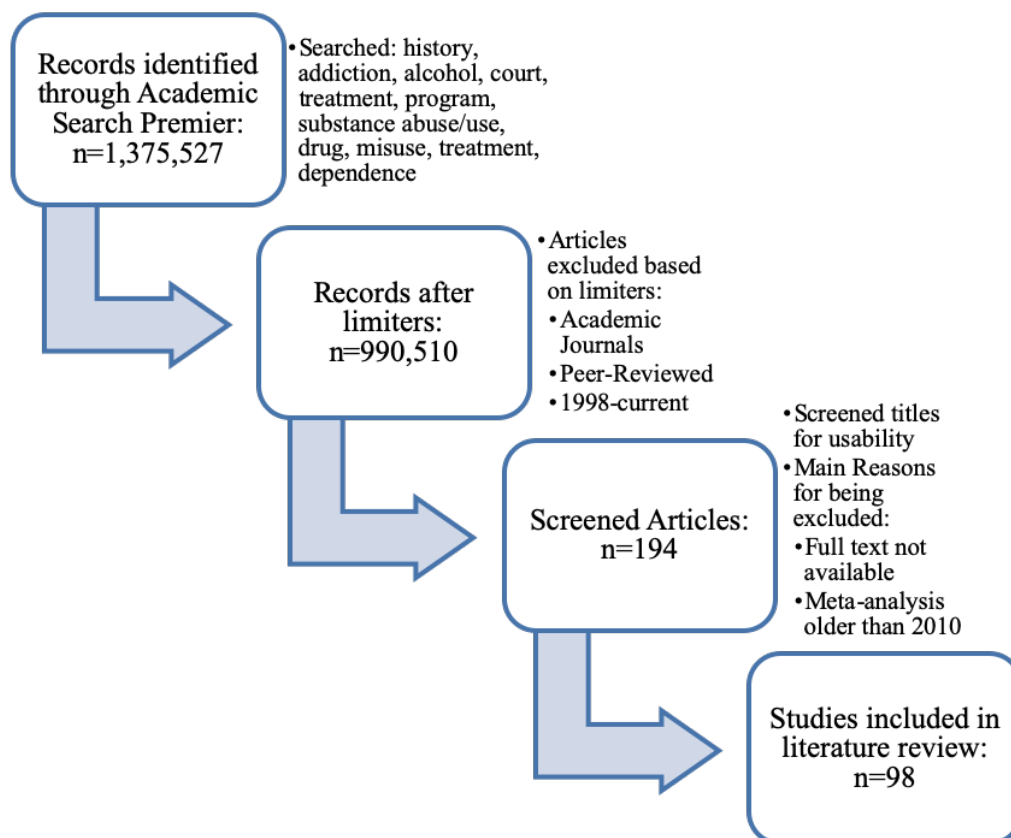 Records identified
through Academic
Search Premier:
n=1,375,527
•Searched: history,
addiction, alcohol, court,
treatment, program,
substance abuse/use,
drug, misuse, treatment,
dependence
Records after
limiters:
n=990,510
•Articles
excluded based
on limiters:
•Academic
Journals
•Peer-Reviewed
•1998-current
Screened Articles:
n=194
•Screened titles
for usability
•Main Reasons
for being
excluded:
•Full text not
available
•Meta-analysis
older than 2010
Studies included in
literature review:
n=98